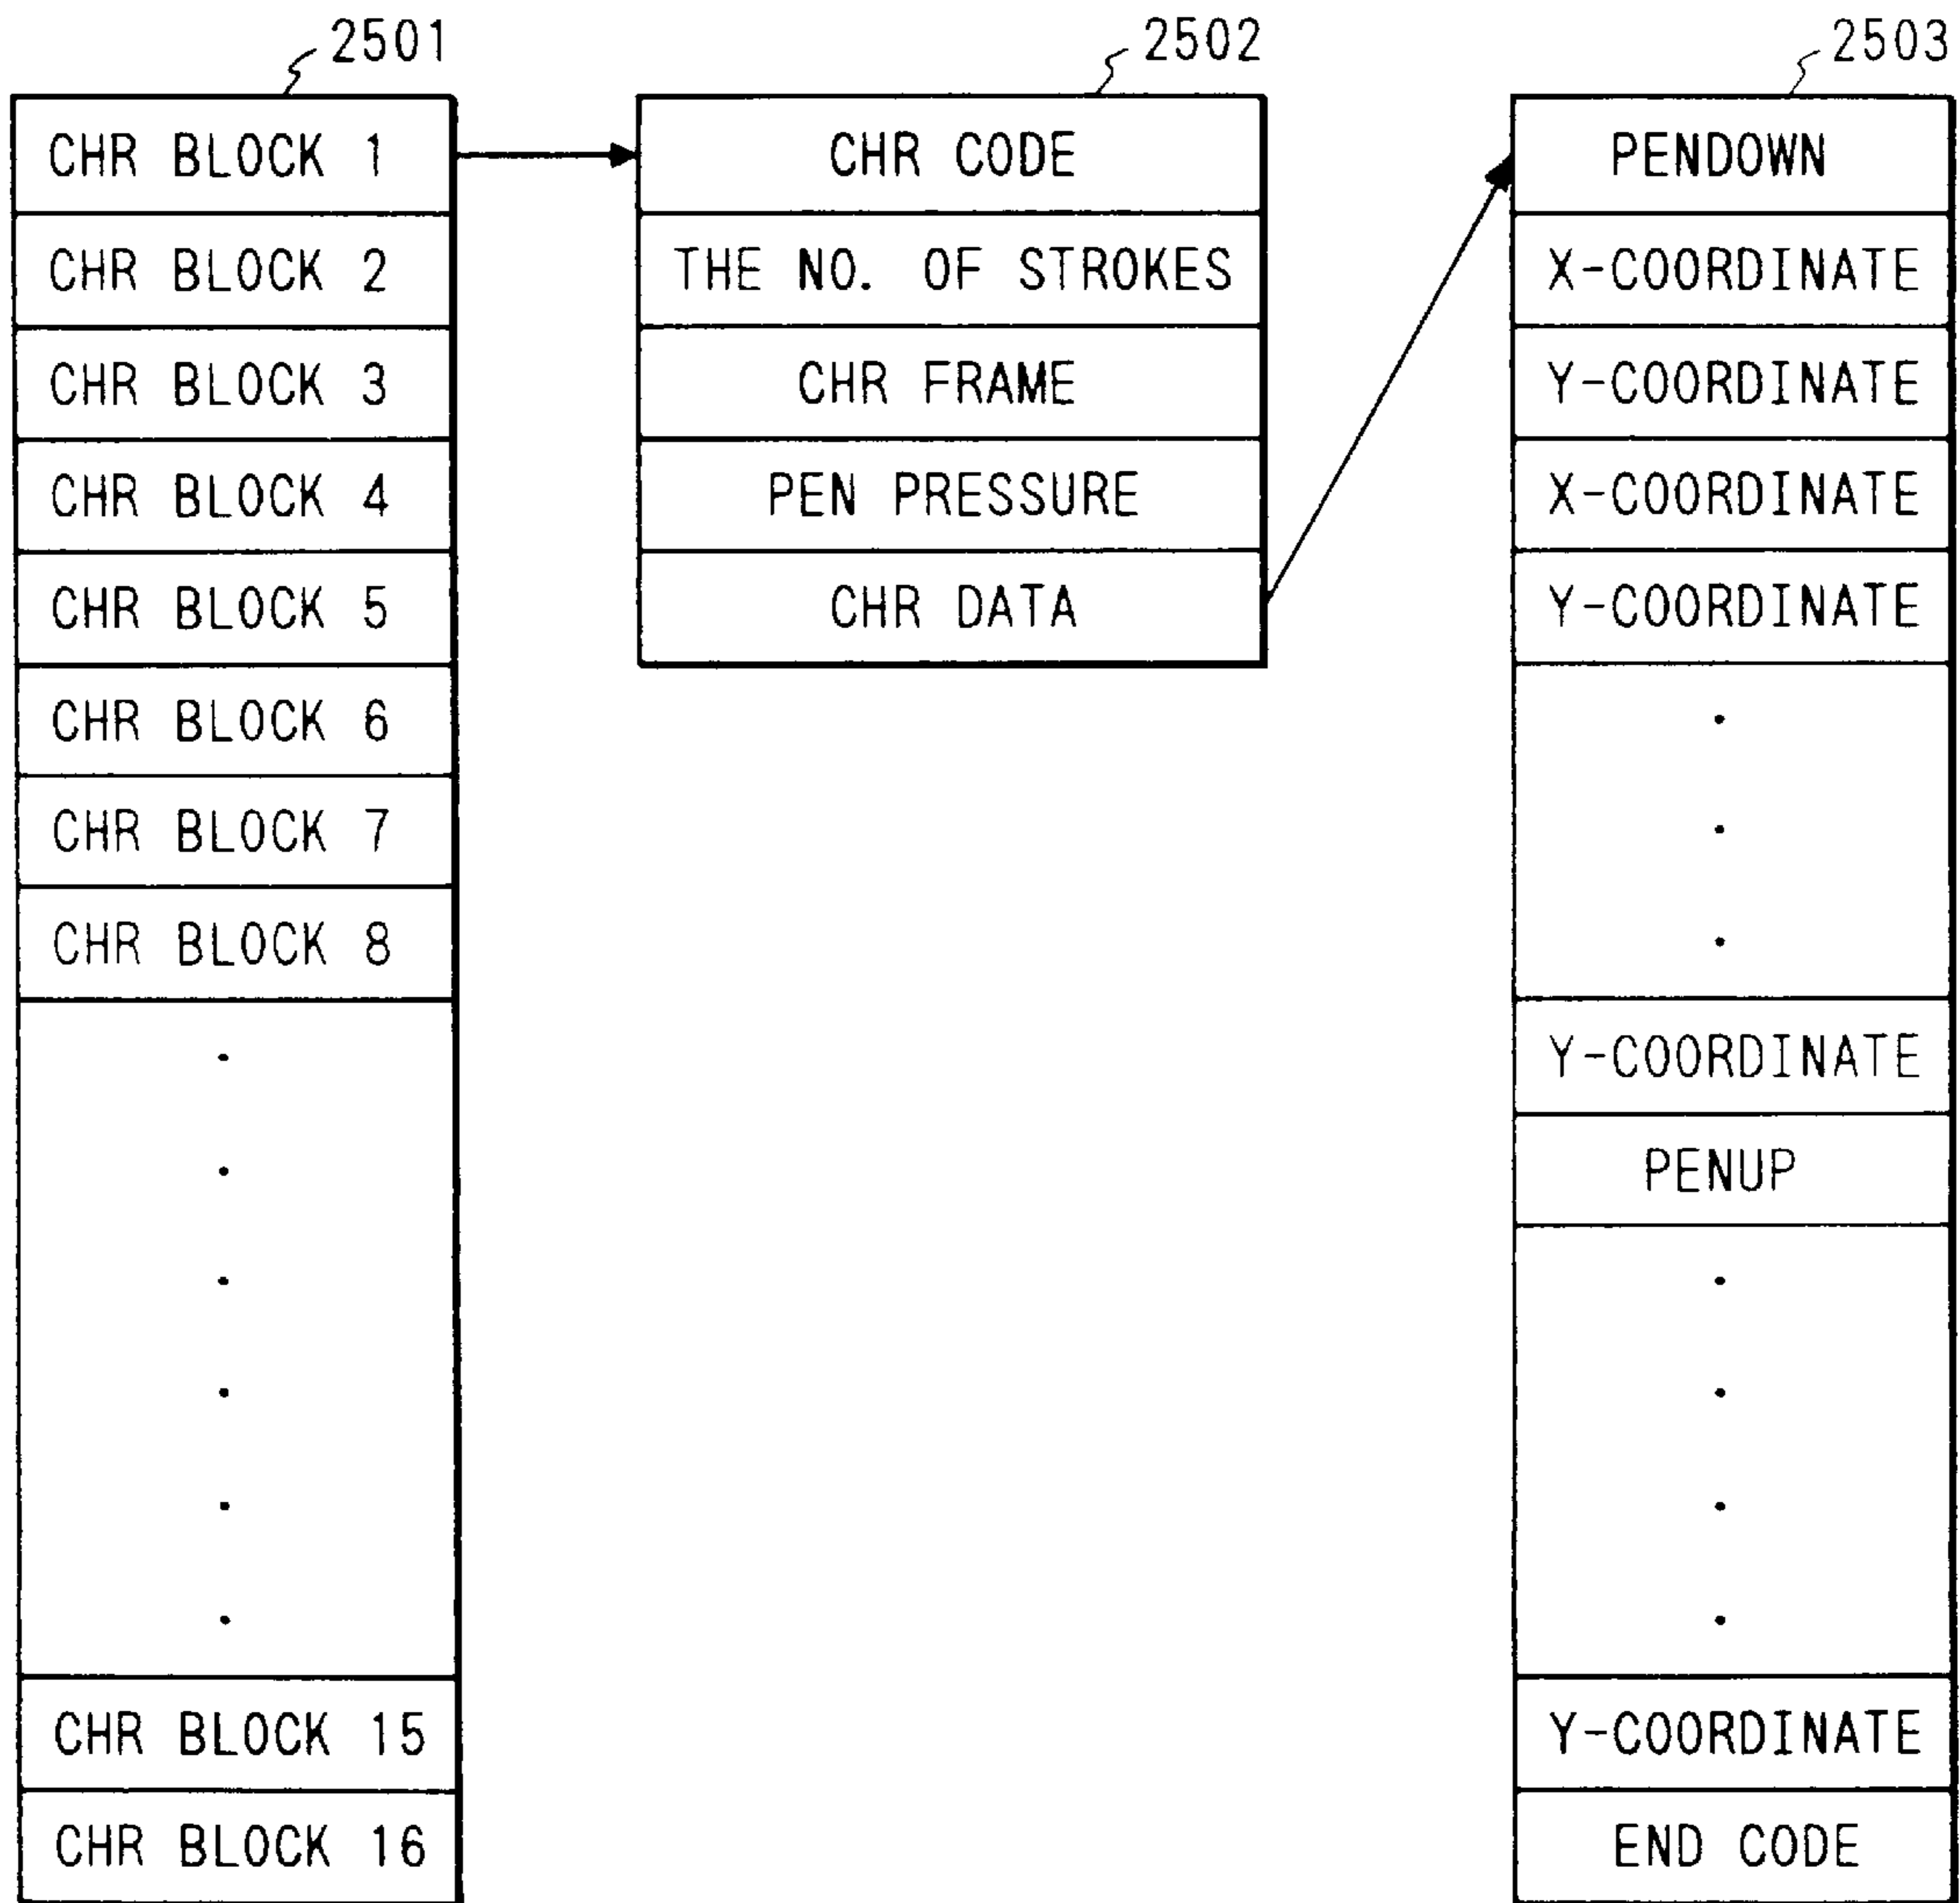 2501
CHR BLOCK 1
CHR BLOCK 2
CHR BLOCK 3
CHR BLOCK 4
CHR BLOCK 5
CHR BLOCK 6
CHR BLOCK 7
CHR BLOCK 8
CHR BLOCK 15
CHR BLOCK 16
2502
CHR CODE
THE NO. OF STROKES
CHR FRAME
PEN PRESSURE
CHR DATA
2503
PENDOWN
X-COORDINATE
Y-COORDINATE
X-COORDINATE
Y-COORDINATE
Y-COORDINATE
PENUP
Y-COORDINATE
END CODE